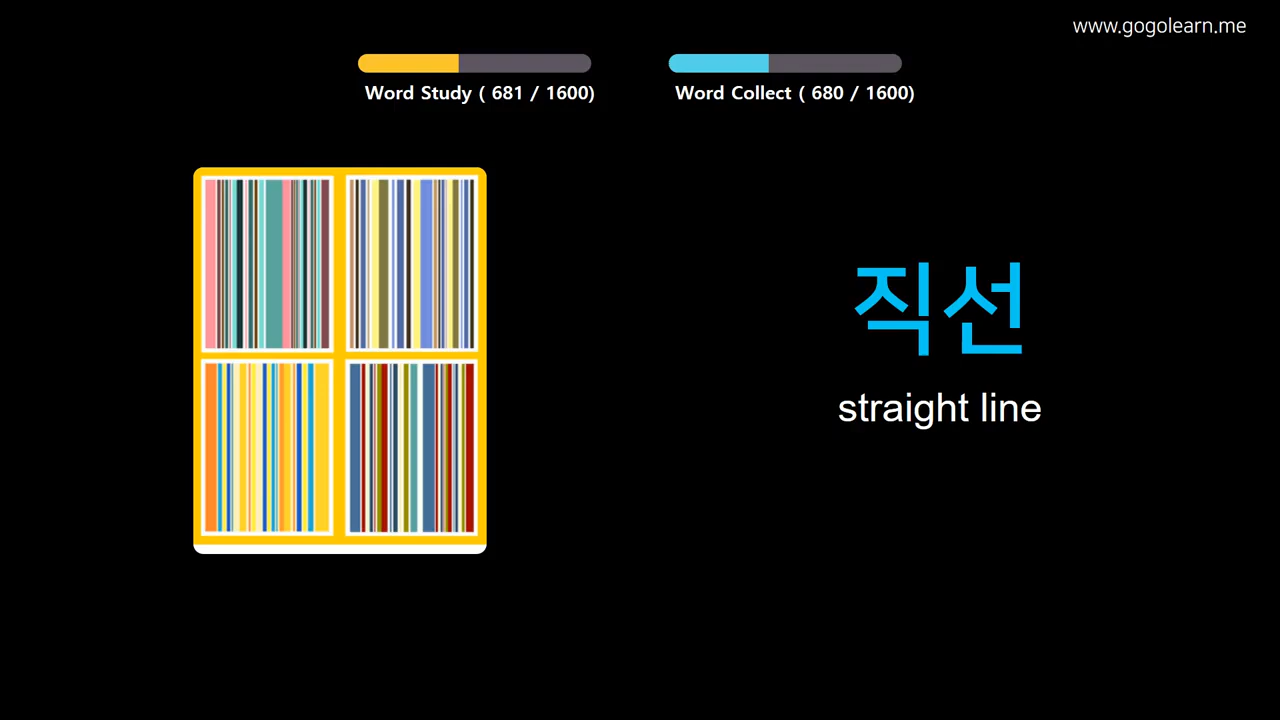 www.gogolearn.me
Word Study ( 681 / 1600)
Word Collect ( 680 / 1600)
직선
straight line